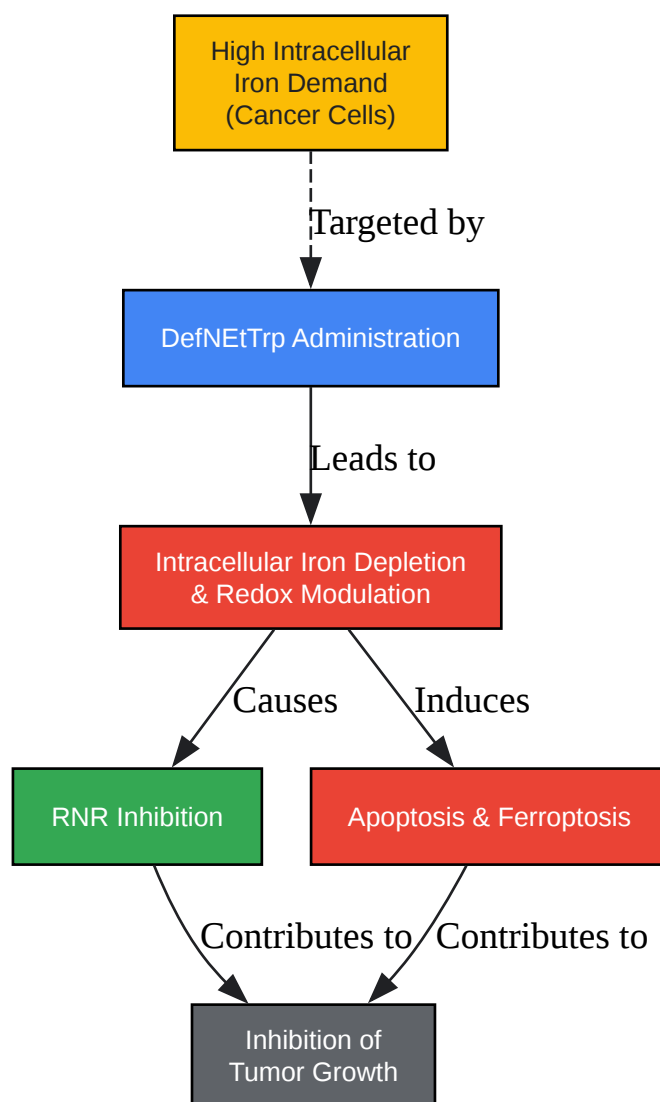 High Intracellular
Iron Demand
(Cancer Cells)
Targeted by
DefNEtTrp Administration
Leads to
Intracellular Iron Depletion
& Redox Modulation
Causes
Induces
RNR Inhibition
Apoptosis & Ferroptosis
Contributes to
Contributes to
Inhibition of
Tumor Growth